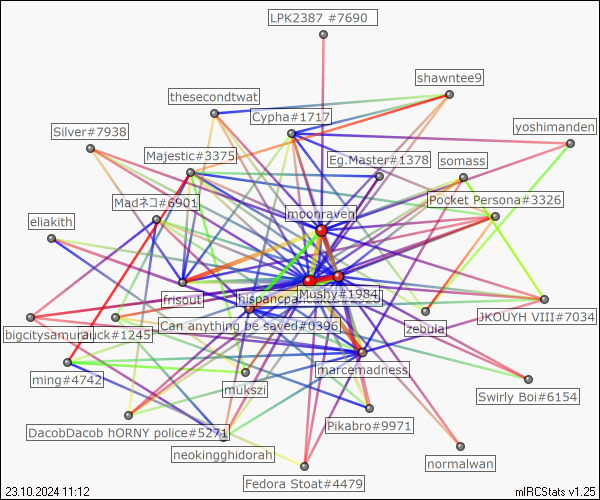 LPK2387 #7690
shawntee9
thesecondtwat
Cypha#1717
yoshimanden
Silver#7938
Majestic#3375
Eg.Master#1378
somass
Madネコ#6901
Pocket Persona#3326
moonraven
eliakith
frisout
hispancpa
Mushy#1984
JKOUYH VIII#7034
zebula
Can anything be saved#0396
bigcitysamurai
uck#1245
marcemadness
ming#4742
mukszi
Swirly Boi#6154
Pikabro#9971
DacobDacob hORNY police#5271
neokingghidorah
normalwan
Fedora Stoat#4479
23.10.2024 11:12
mIRCStats v1.25